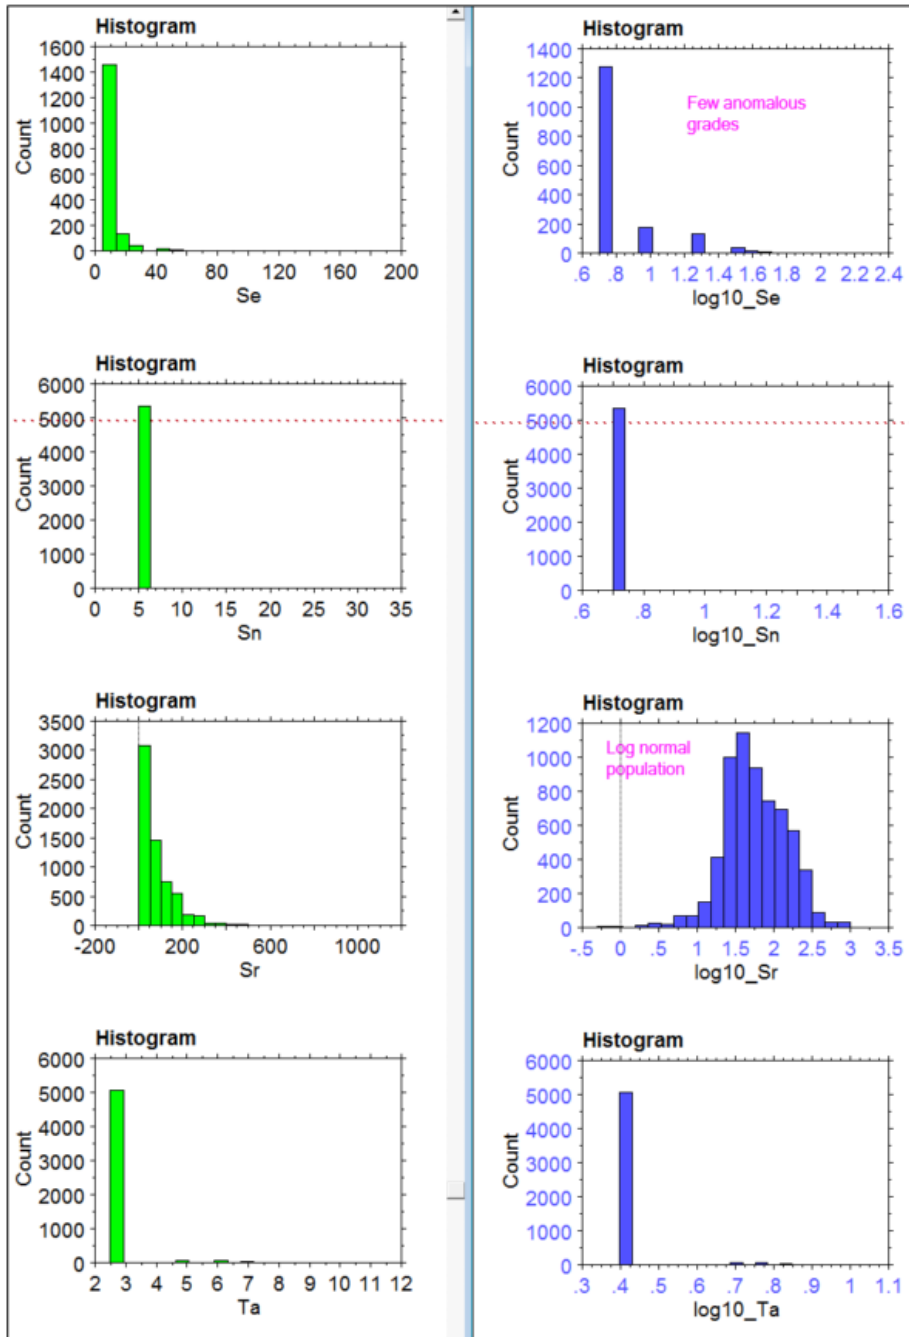 Histogram
1600
1400
1200
1000
800
600
400
200
0
Count
0 40 80 120 160 200
Se
Histogram
1400
1200
1000
800
600
400
200
0
Count
Few anomalous
grades
.6 .8 1 1.2 1.4 1.6 1.8 2 2.2 2.4
log10_Se
Histogram
6000
5000
4000
3000
2000
1000
0
Count
0 5 10 15 20 25 30 35
Sn
Histogram
6000
5000
4000
3000
2000
1000
0
Count
.6 .8 1 1.2 1.4 1.6
log10_Sn
Histogram
3500
3000
2500
2000
1500
1000
500
0
Count
-200 200 600 1000
Sr
Histogram
1200
1000
800
600
400
200
0
Count
Log normal
population
-.5 0 .5 1 1.5 2 2.5 3 3.5
log10_Sr
Histogram
6000
5000
4000
3000
2000
1000
0
Count
2 3 4 5 6 7 8 9 10 11 12
Ta
Histogram
6000
5000
4000
3000
2000
1000
0
Count
.3 .4 .5 .6 .7 .8 .9 1 1.1
log10_Ta